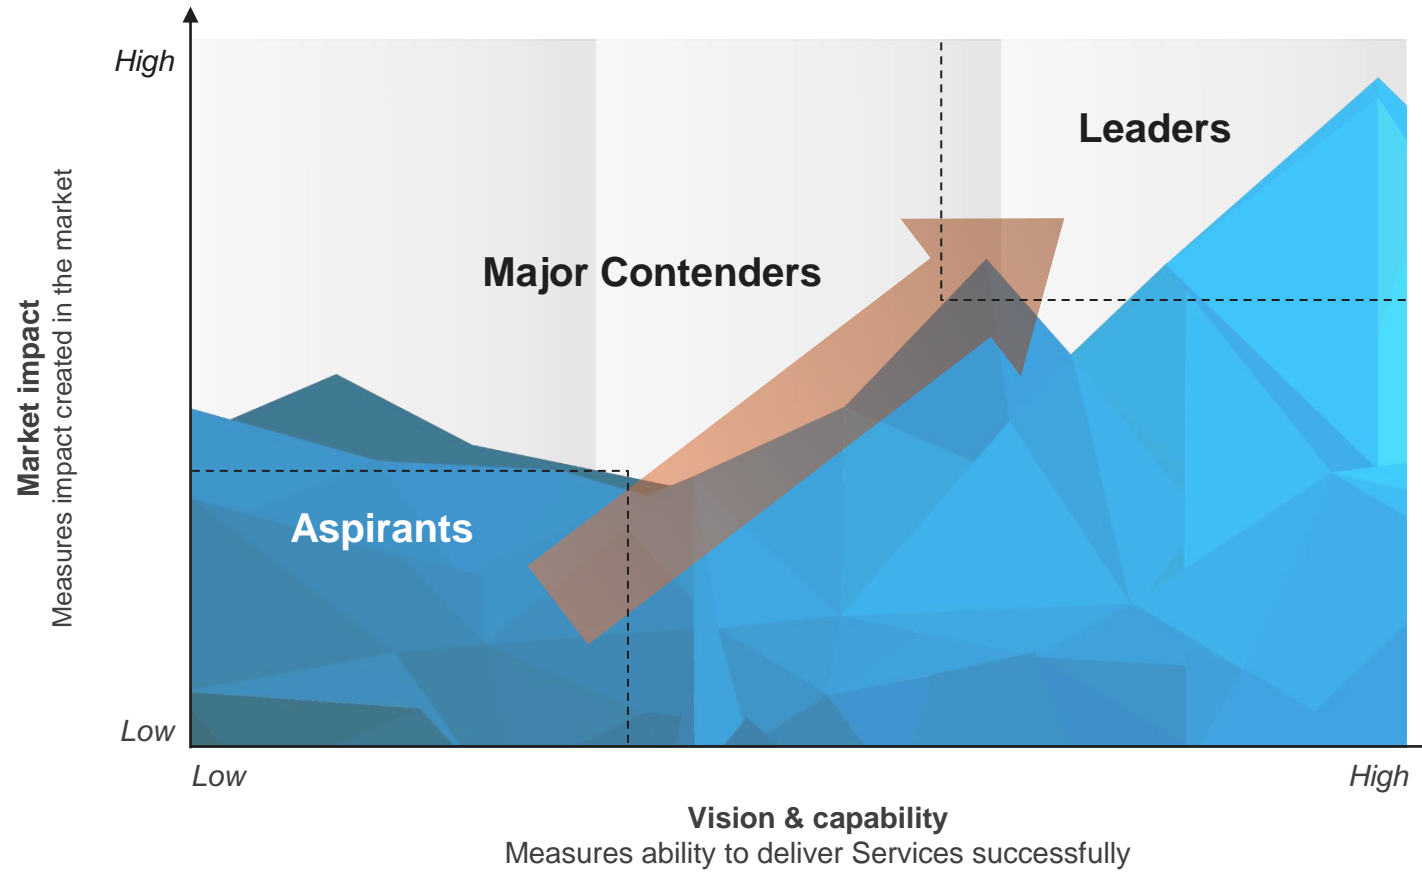 High
Leaders
Major Contenders
Market impact
Measures impact created in the market
Aspirants
Low
Low
High
Vision & capability
Measures ability to deliver Services successfully